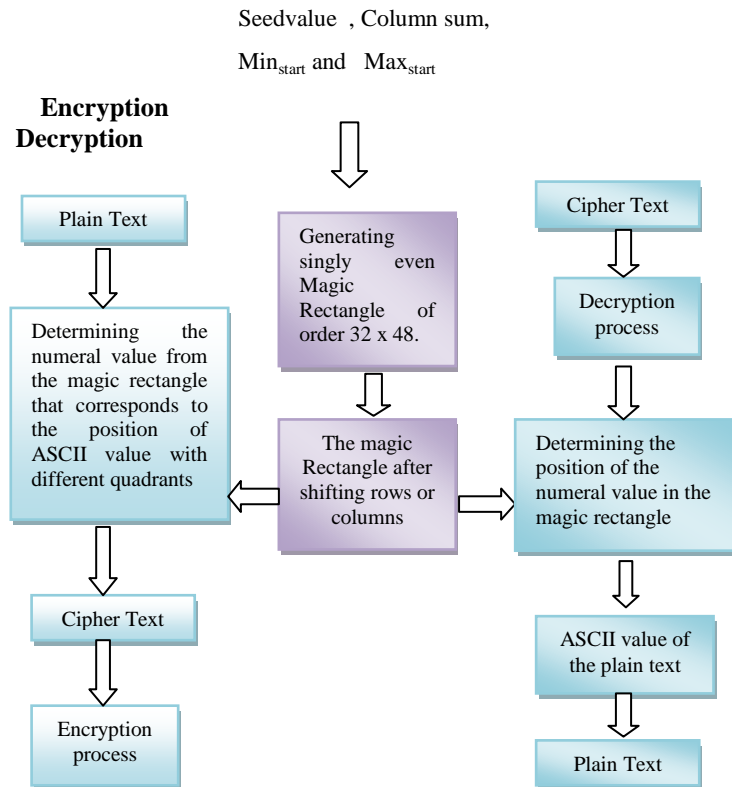 Seedvalue , Column sum,
Min_start and Max_start
Encryption
Decryption
Plain Text
Determining the
numeral value from
the magic rectangle
that corresponds to
the position of
ASCII value with
different quadrants
Cipher Text
Encryption
process
Generating
singly even
Magic
Rectangle of
order 32 x 48.
The magic
Rectangle after
shifting rows or
columns
Cipher Text
Decryption
process
Determining the
position of the
numeral value in the
magic rectangle
ASCII value of
the plain text
Plain Text